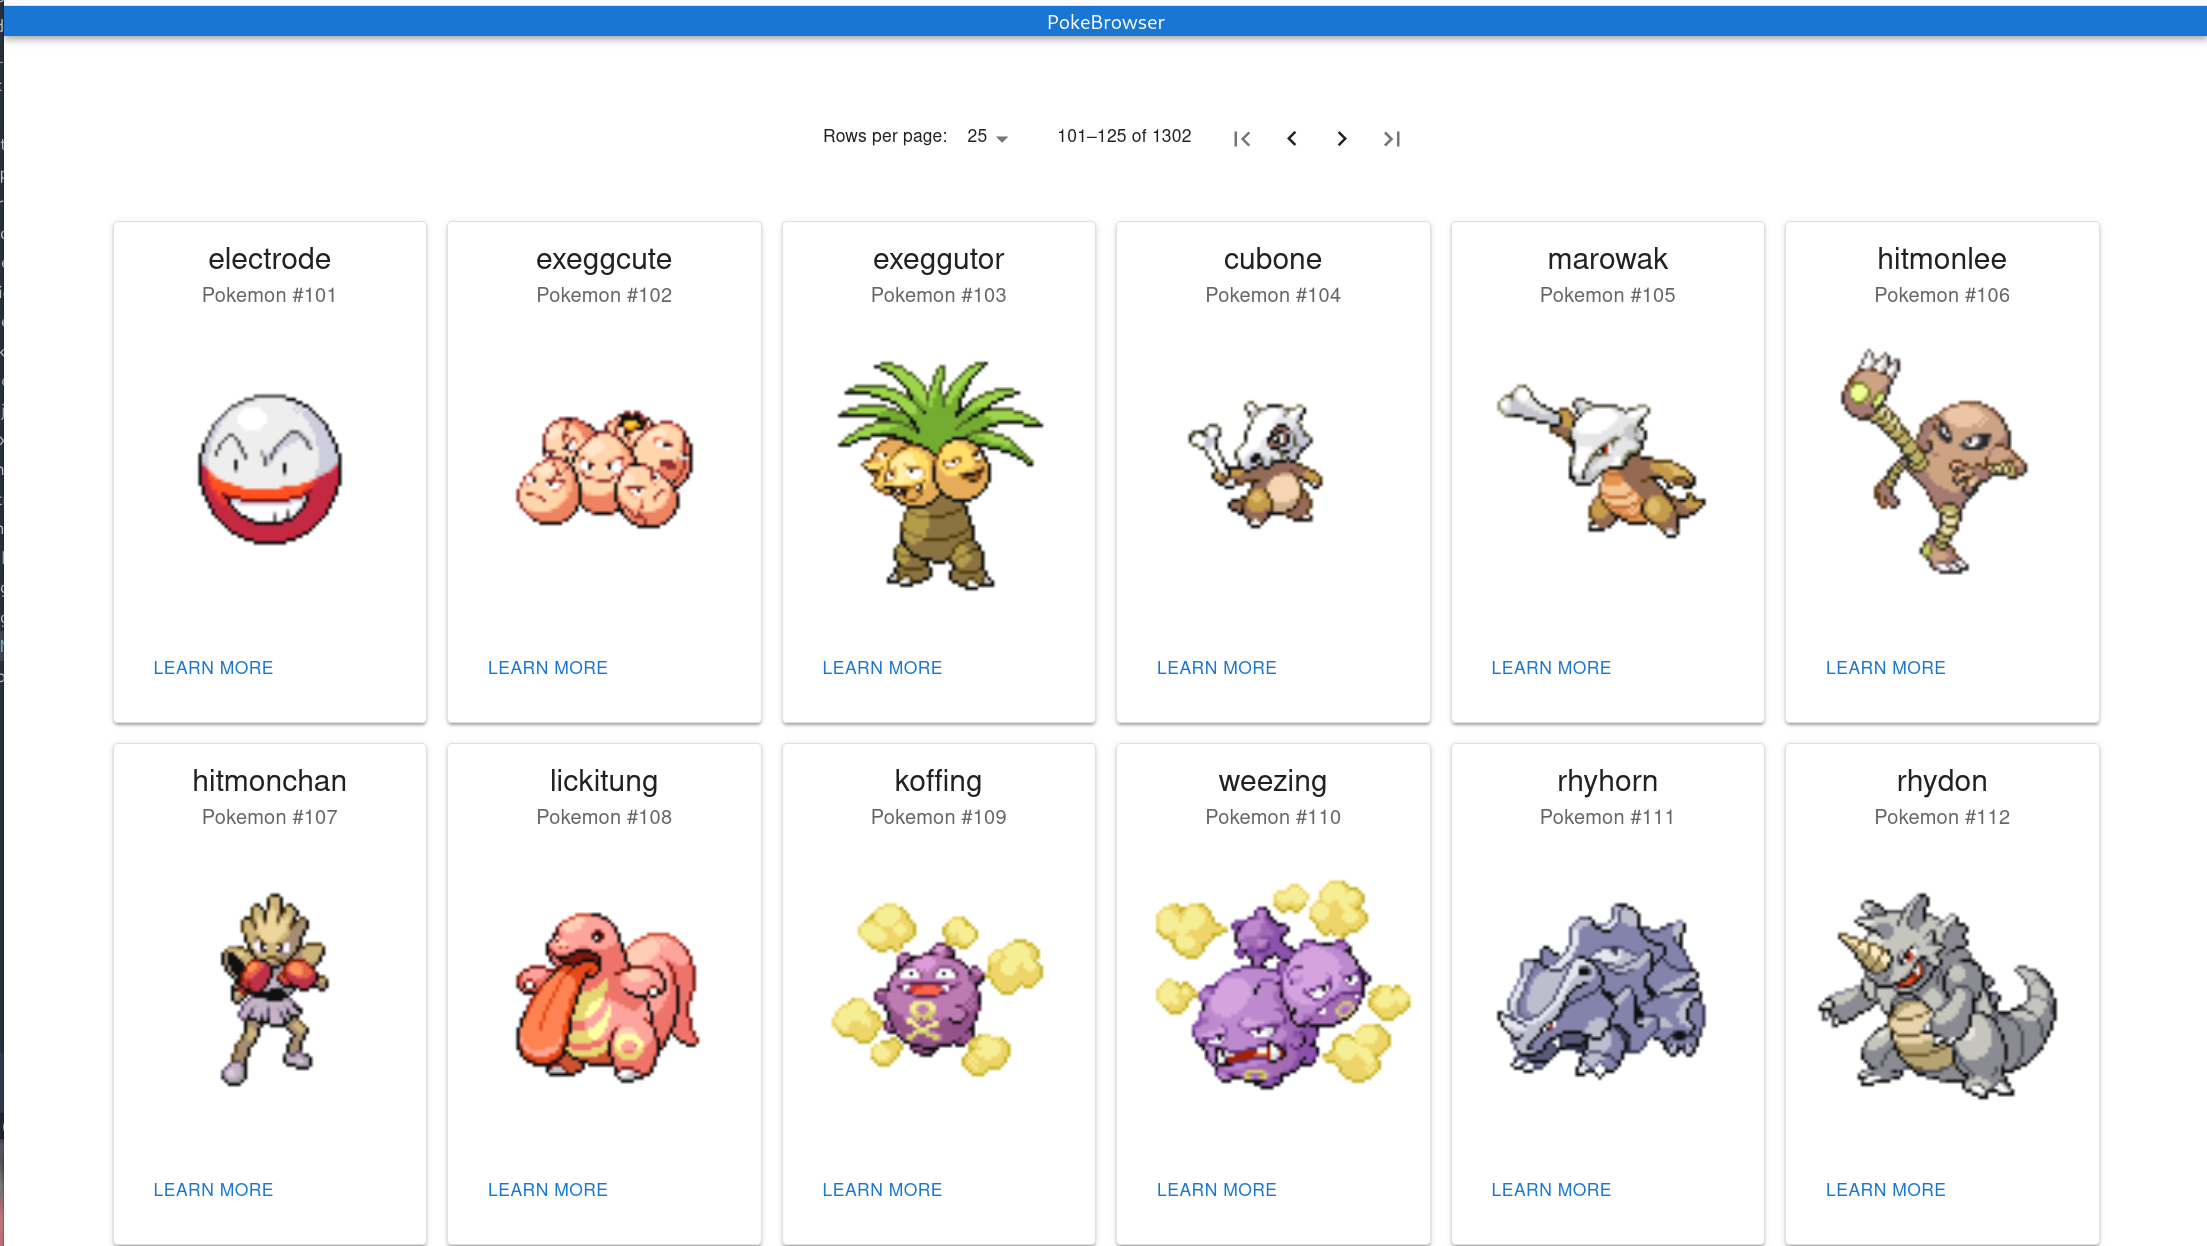 PokeBrowser
Rows per page: 25 101–125 of 1302
electrode
Pokemon #101
LEARN MORE
exeggcute
Pokemon #102
LEARN MORE
exeggutor
Pokemon #103
LEARN MORE
cubone
Pokemon #104
LEARN MORE
marowak
Pokemon #105
LEARN MORE
hitmonlee
Pokemon #106
LEARN MORE
hitmonchan
Pokemon #107
LEARN MORE
lickitung
Pokemon #108
LEARN MORE
koffing
Pokemon #109
LEARN MORE
weezing
Pokemon #110
LEARN MORE
rhyhorn
Pokemon #111
LEARN MORE
rhydon
Pokemon #112
LEARN MORE